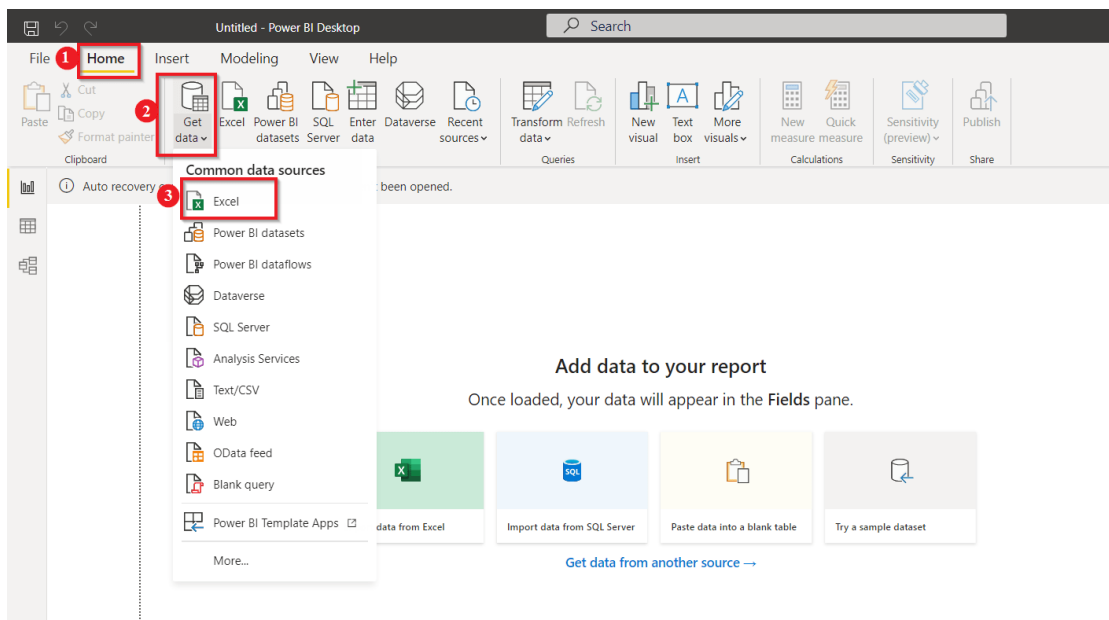 Untitled - Power BI Desktop
Search
File
1
Home
Insert
Modeling
View
Help
Paste
Cut
Copy
Format painter
Clipboard
2
Get data
Excel
Power BI datasets
SQL Server
Enter data
Dataverse
Recent sources
Transform data
Refresh
Queries
New visual
Text box
More visuals
Insert
New measure
Quick measure
Calculations
Sensitivity (preview)
Sensitivity
Publish
Share
Auto recovery
been opened.
Common data sources
3
Excel
Power BI datasets
Power BI dataflows
Dataverse
SQL Server
Analysis Services
Text/CSV
Web
OData feed
Blank query
Power BI Template Apps
More...
Add data to your report
Once loaded, your data will appear in the Fields pane.
data from Excel
SQL
Import data from SQL Server
Paste data into a blank table
Try a sample dataset
Get data from another source →